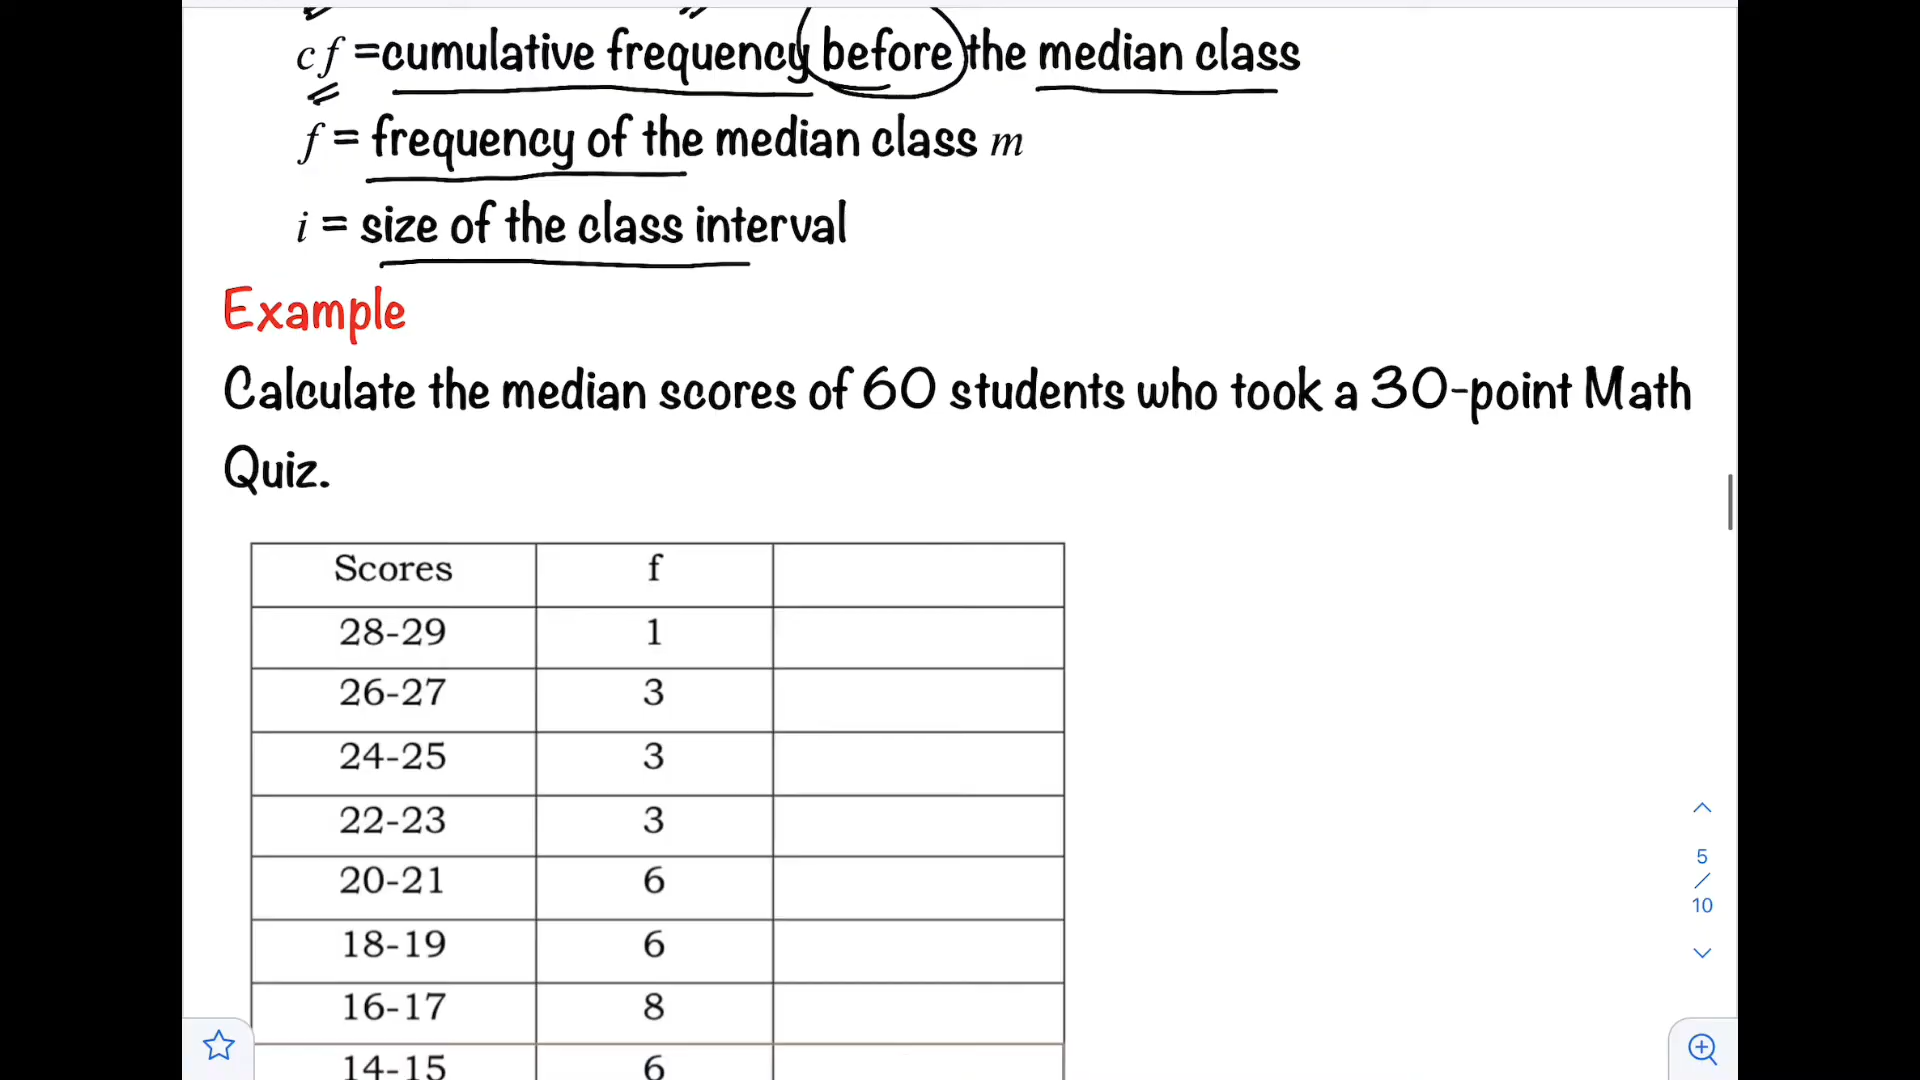 cf =cumulative frequency before the median class
f = frequency of the median class m
i = size of the class interval
Example
Calculate the median scores of 60 students who took a 30-point Math
Quiz.
Scores f
28-29 1
26-27 3
24-25 3
22-23 3
20-21 6
18-19 6
16-17 8
14-15 6
5
/
10